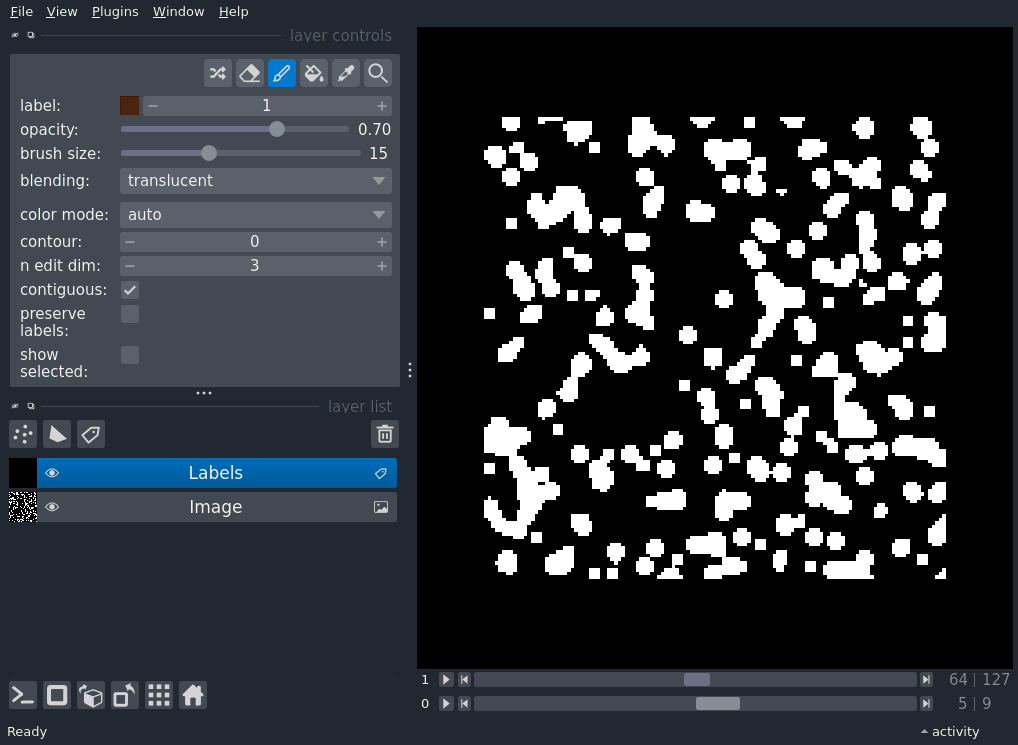 File View Plugins Window Help
layer controls
label: 1
opacity: 0.70
brush size: 15
blending: translucent
color mode: auto
contour: 0
n edit dim: 3
contiguous:
preserve
labels:
show
selected:
layer list
Labels
Image
1 64 | 127
0 5 | 9
Ready activity